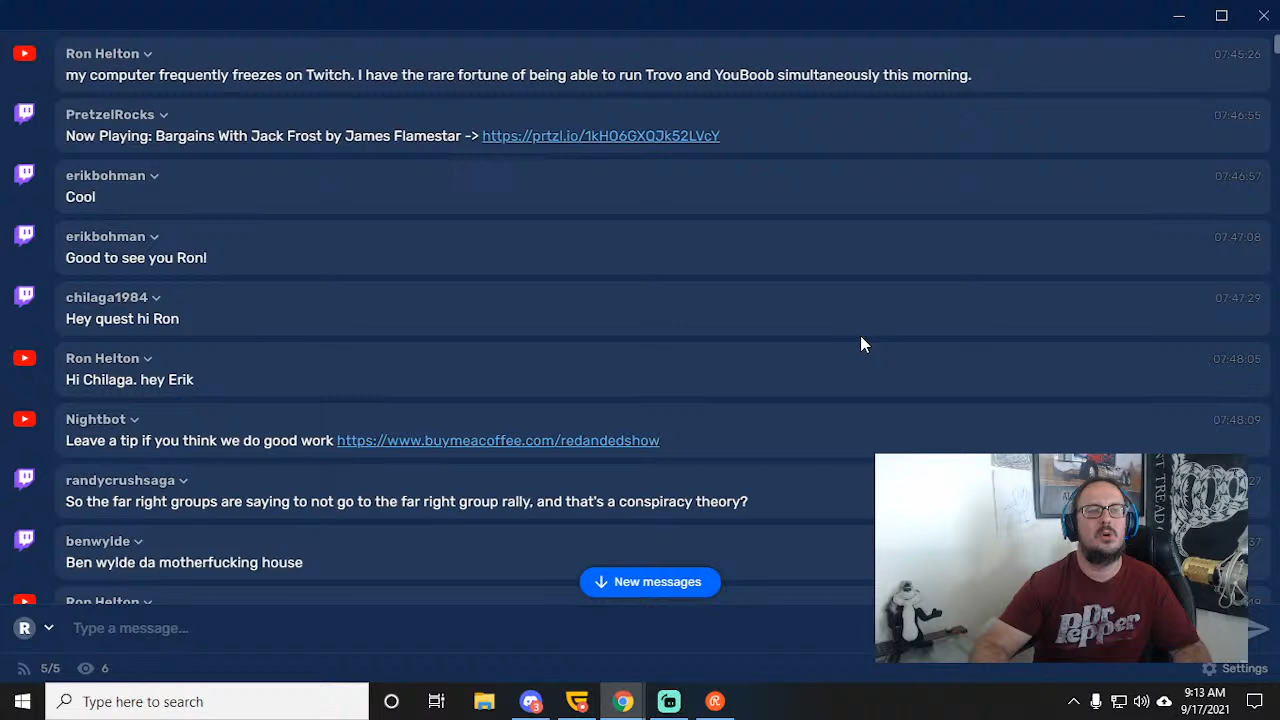 Ron Helton
07:45:26
my computer frequently freezes on Twitch. I have the rare fortune of being able to run Trovo and YouBoob simultaneously this morning.
PretzelRocks
07:46:55
Now Playing: Bargains With Jack Frost by James Flamestar -> https://prtzl.io/1kHO6GXQJk52LVcY
erikbohman
07:46:57
Cool
erikbohman
07:47:08
Good to see you Ron!
chilaga1984
07:47:29
Hey quest hi Ron
Ron Helton
07:48:05
Hi Chilaga. hey Erik
Nightbot
07:48:09
Leave a tip if you think we do good work https://www.buymeacoffee.com/redandedshow
randycrushsaga
27
So the far right groups are saying to not go to the far right group rally, and that's a conspiracy theory?
benwylde
37
Ben wylde da motherfucking house
New messages
Ron Helton
R
Type a message...
5/5
6
Settings
TREAD
Dr Pepper
Type here to search
3
9:13 AM
9/17/2021